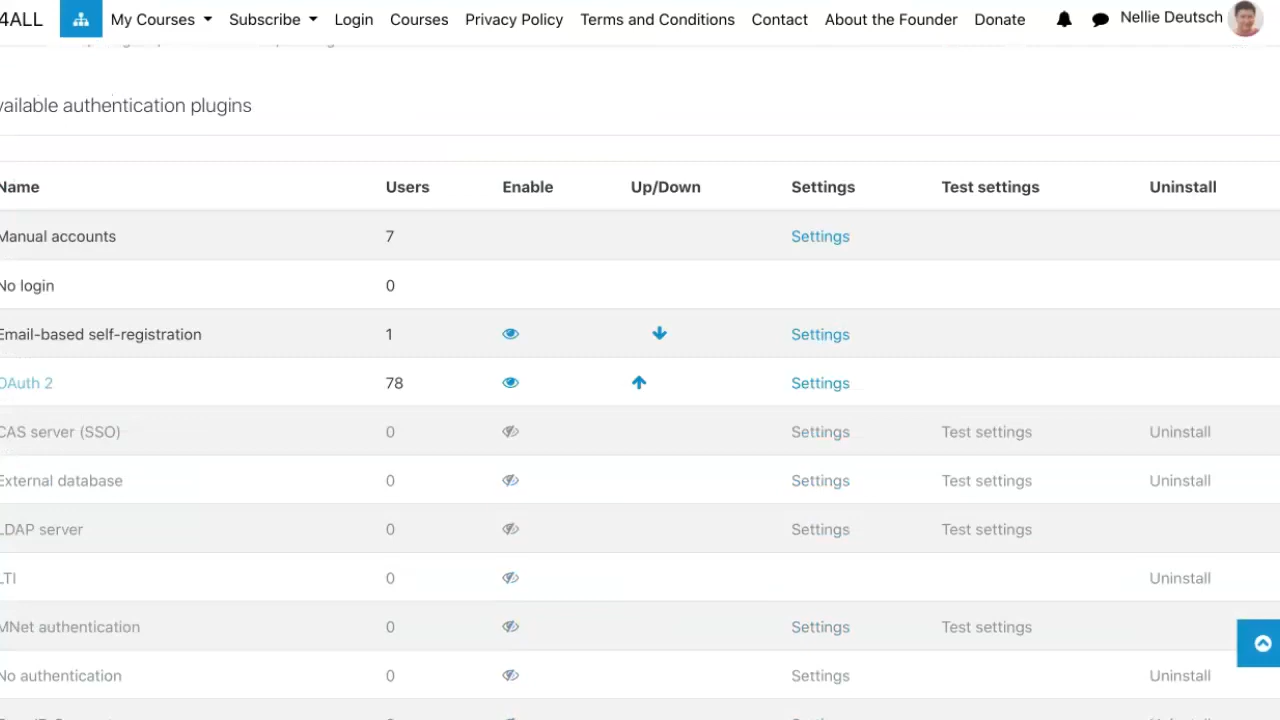 4ALL My Courses Subscribe Login Courses Privacy Policy Terms and Conditions Contact About the Founder Donate Nellie Deutsch
vailable authentication plugins
Name Users Enable Up/Down Settings Test settings Uninstall
Manual accounts 7 Settings
No login 0
Email-based self-registration 1 Settings
OAuth 2 78 Settings
CAS server (SSO) 0 Settings Test settings Uninstall
External database 0 Settings Test settings Uninstall
LDAP server 0 Settings Test settings
LTI 0 Uninstall
MNet authentication 0 Settings Test settings
No authentication 0 Settings Uninstall